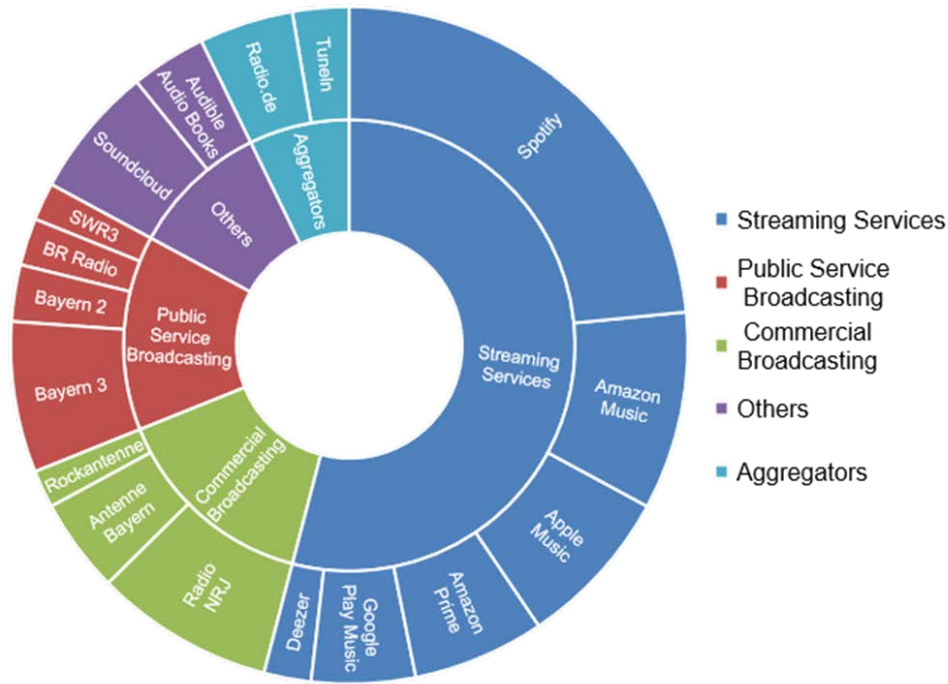 Spotify
Amazon
Music
Apple
Music
Amazon
Prime
Google
Play Music
Deezer
Radio
NRJ
Antenne
Bayern
Rockantenne
Bayern 3
Bayern 2
BR Radio
SWR3
Soundcloud
Audible
Audio Books
Radio.de
TuneIn
Streaming
Services
Commercial
Broadcasting
Public
Service
Broadcasting
Others
Aggregators
Streaming Services
Public Service
Broadcasting
Commercial
Broadcasting
Others
Aggregators